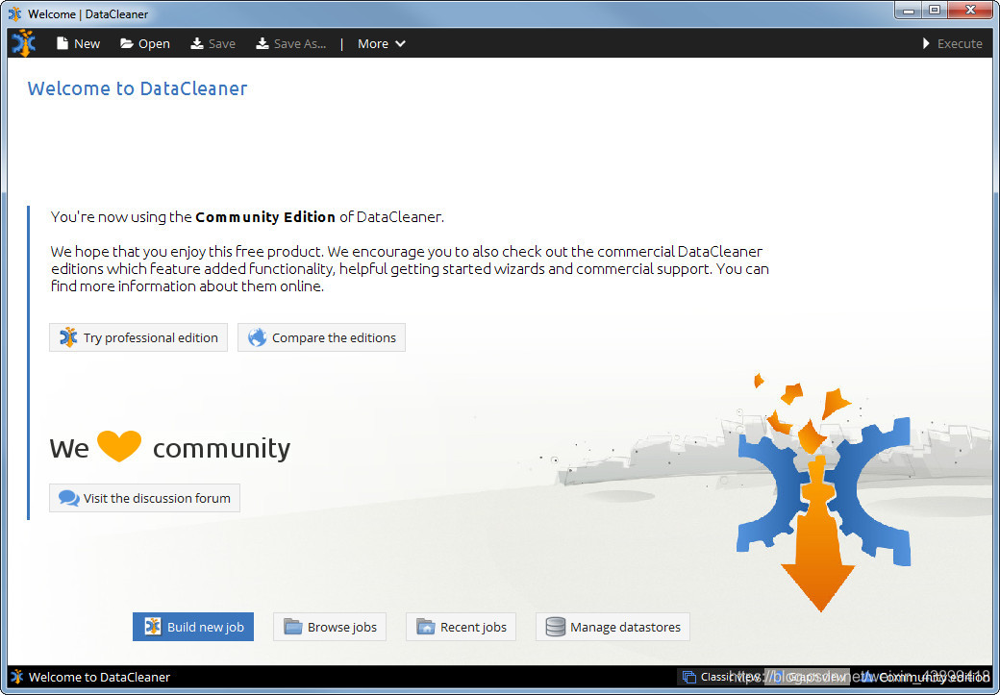 Welcome | DataCleaner
New Open Save Save As... | More Execute
Welcome to DataCleaner
You're now using the Community Edition of DataCleaner.
We hope that you enjoy this free product. We encourage you to also check out the commercial DataCleaner
editions which feature added functionality, helpful getting started wizards and commercial support. You can
find more information about them online.
Try professional edition Compare the editions
We community
Visit the discussion forum
Build new job Browse jobs Recent jobs Manage datastores
Welcome to DataCleaner Classic view Graph view Community edition